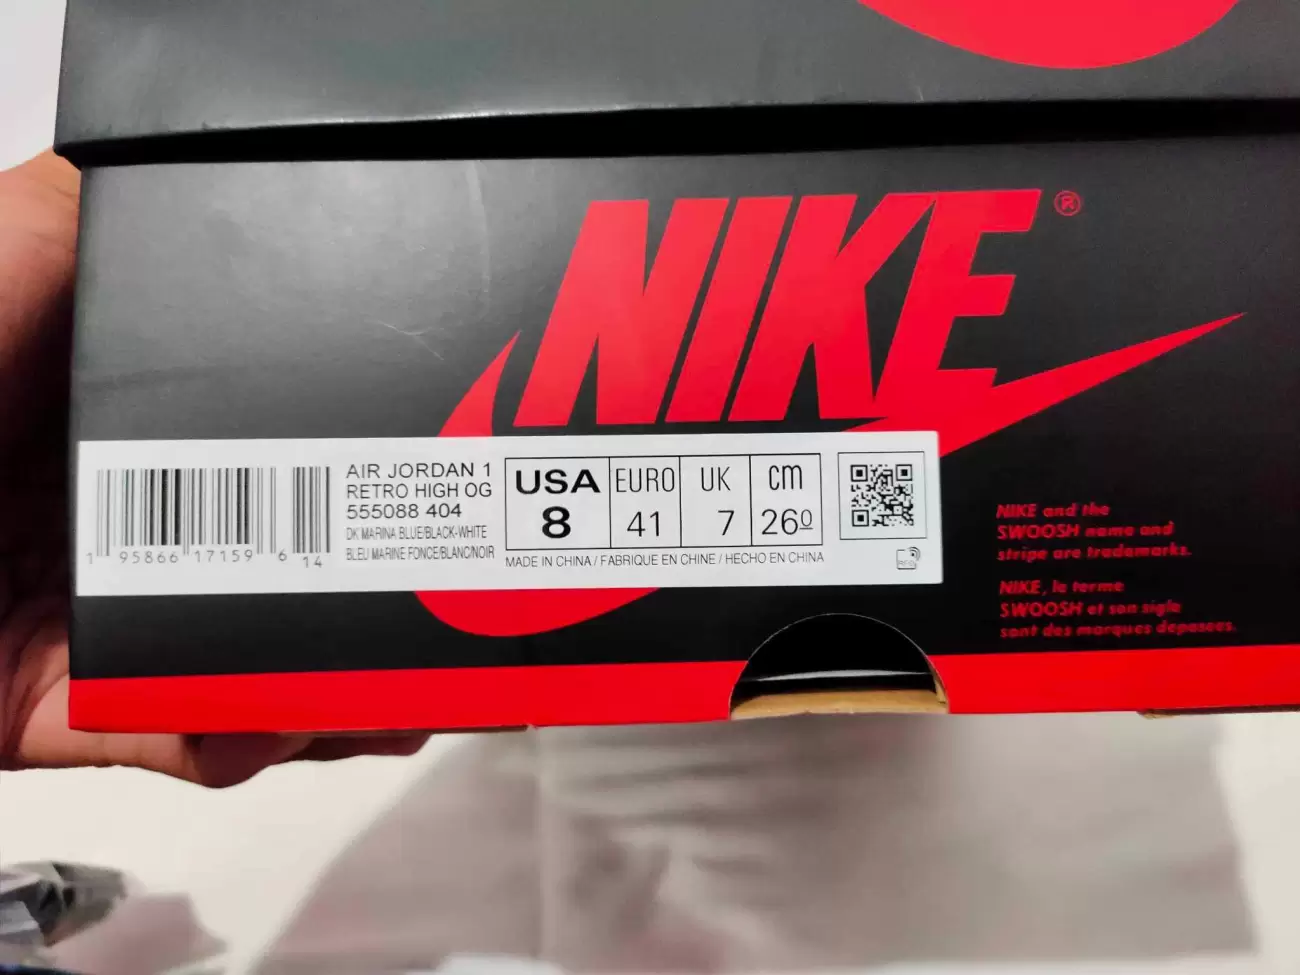 NIKE®
AIR JORDAN 1
RETRO HIGH OG
555088 404
DK MARINA BLUE/BLACK-WHITE
BLEU MARINE FONCE/BLANC/NOIR
1 95866 17159 6 14
USA EURO UK cm
8 41 7 26.0
MADE IN CHINA / FABRIQUE EN CHINE / HECHO EN CHINA
NIKE and the
SWOOSH name and
stripe are trademarks.
NIKE, le terme
SWOOSH et son sigle
sont des marques deposees.